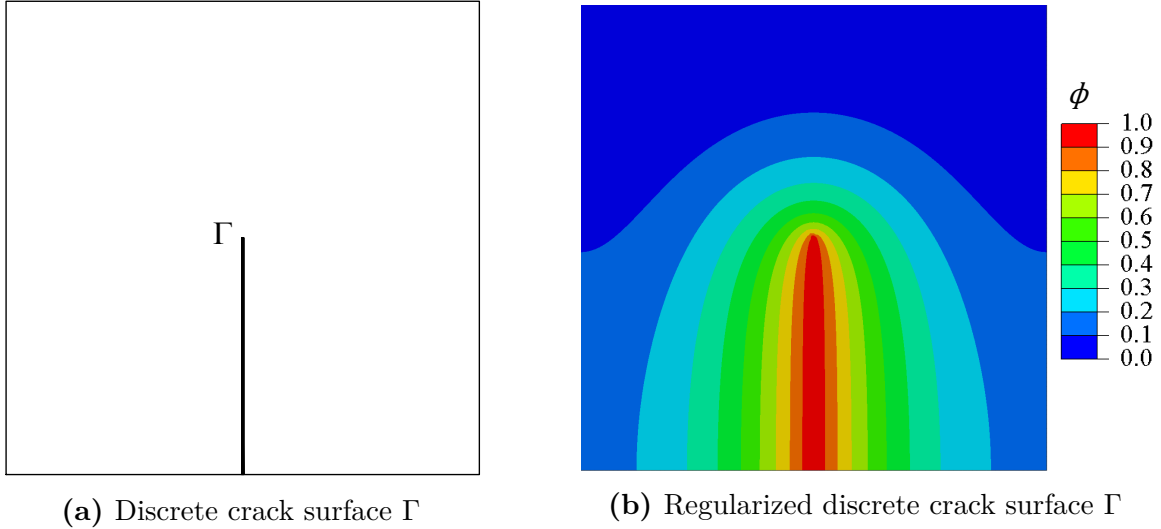 Γ
ϕ
1.0
0.9
0.8
0.7
0.6
0.5
0.4
0.3
0.2
0.1
0.0
(a) Discrete crack surface Γ
(b) Regularized discrete crack surface Γ